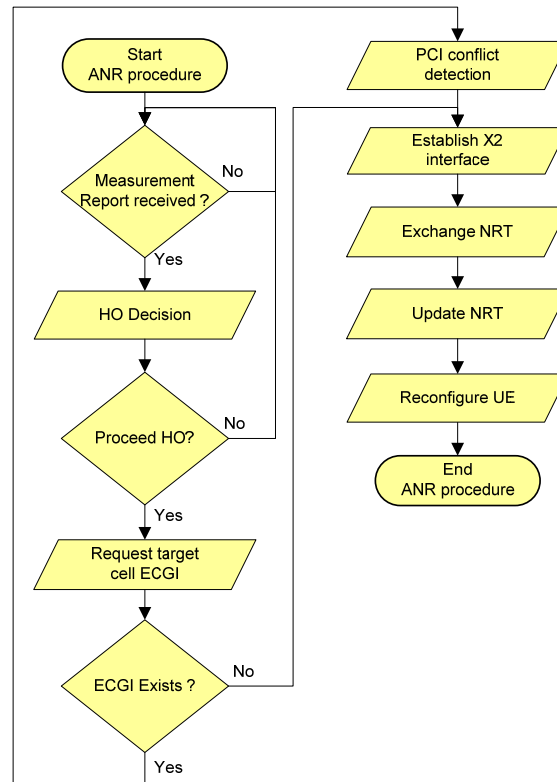 Start
ANR procedure
Measurement
Report received ?
No
Yes
HO Decision
Proceed HO?
No
Yes
Request target
cell ECGI
ECGI Exists ?
No
Yes
PCI conflict
detection
Establish X2
interface
Exchange NRT
Update NRT
Reconfigure UE
End
ANR procedure